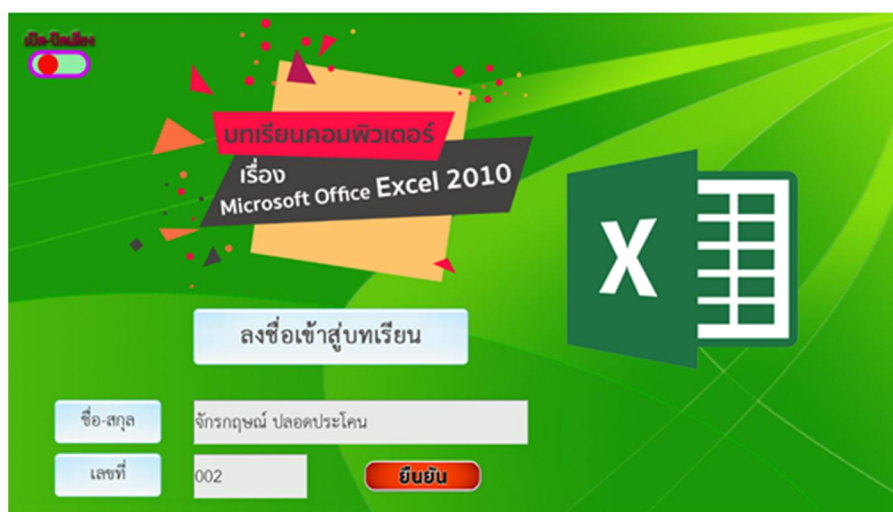 เปิด-ปิดเสียง
บทเรียนคอมพิวเตอร์
เรื่อง
Microsoft Office Excel 2010
X
ลงชื่อเข้าสู่บทเรียน
ชื่อ-สกุล
จักรกฤษณ์ ปลอดประโคน
เลขที่
002
ยืนยัน